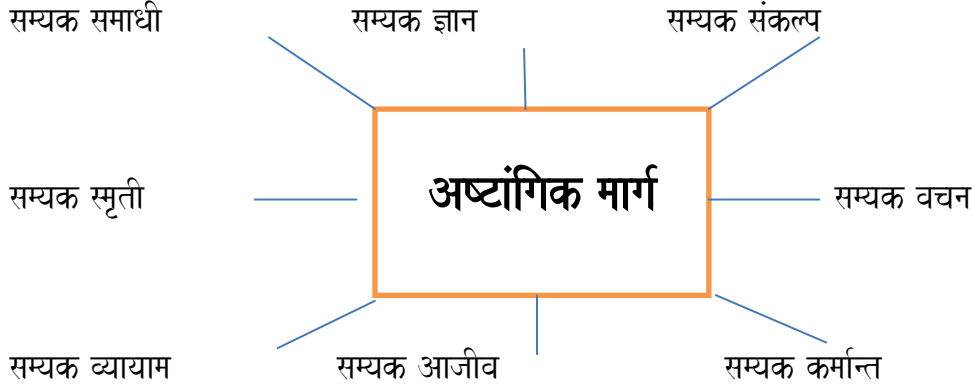 सम्यक समाधी सम्यक ज्ञान सम्यक संकल्प
सम्यक स्मृती अष्टांगिक मार्ग सम्यक वचन
सम्यक व्यायाम सम्यक आजीव सम्यक कर्मान्त